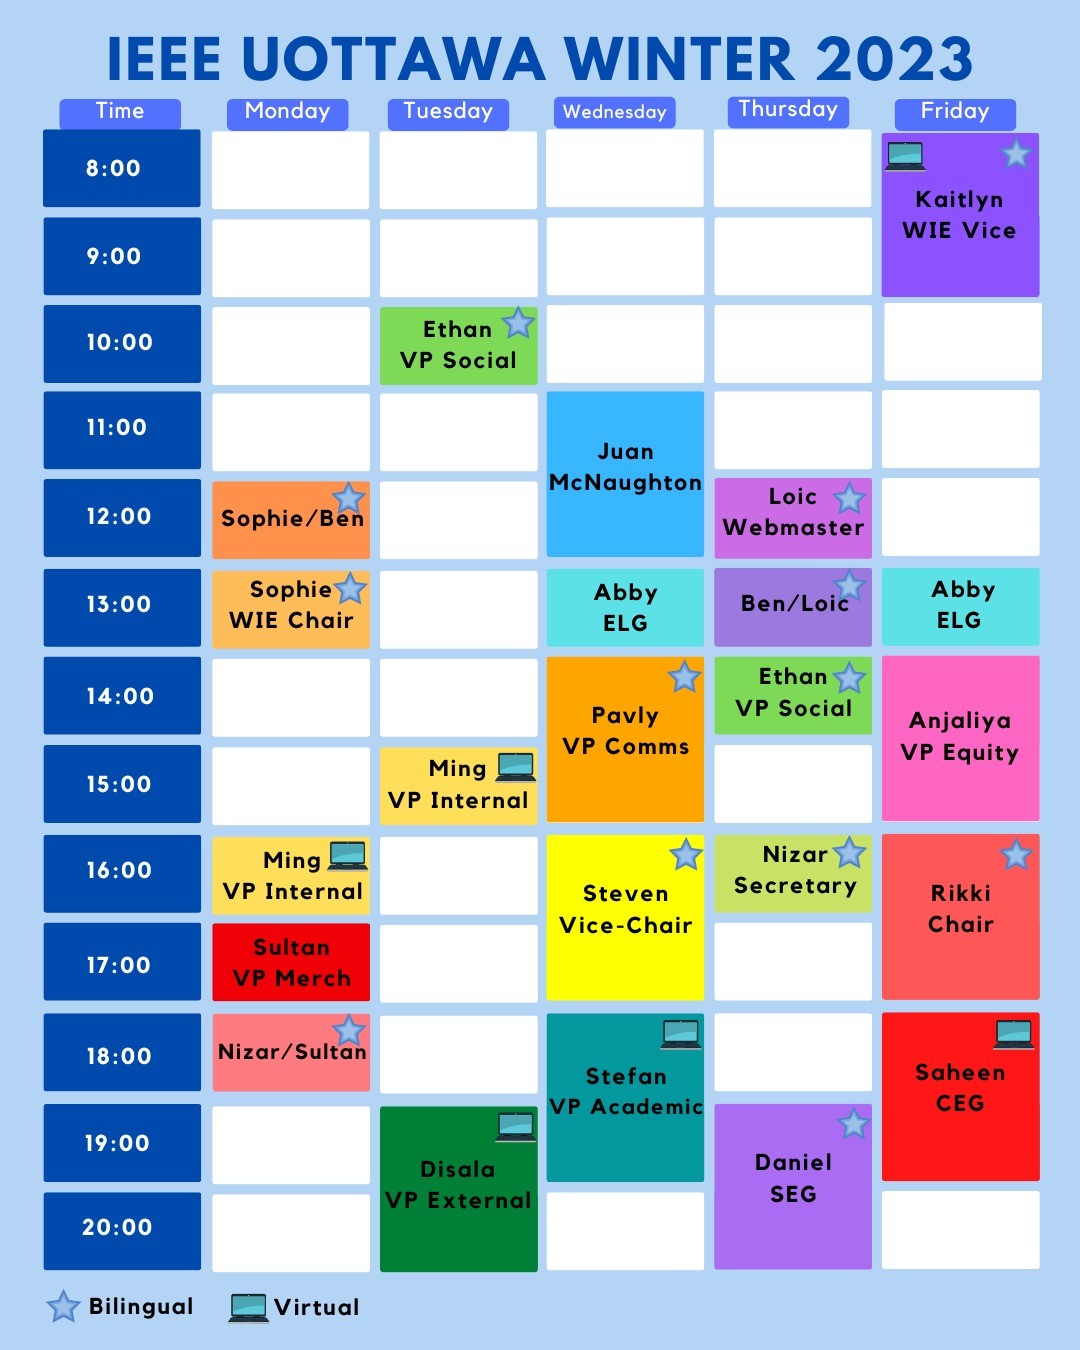 IEEE UOTTAWA WINTER 2023
Time Monday Tuesday Wednesday Thursday Friday
8:00
Kaitlyn
WIE Vice
9:00
10:00
Ethan
VP Social
11:00
Juan
McNaughton
12:00
Sophie/Ben
Loic
Webmaster
13:00
Sophie
WIE Chair
Abby
ELG
Ben/Loic
Abby
ELG
14:00
Pavly
VP Comms
Ethan
VP Social
Anjaliya
VP Equity
15:00
Ming
VP Internal
16:00
Ming
VP Internal
Steven
Vice-Chair
Nizar
Secretary
Rikki
Chair
17:00
Sultan
VP Merch
18:00
Nizar/Sultan
Stefan
VP Academic
Saheen
CEG
19:00
Disala
VP External
Daniel
SEG
20:00
Bilingual Virtual